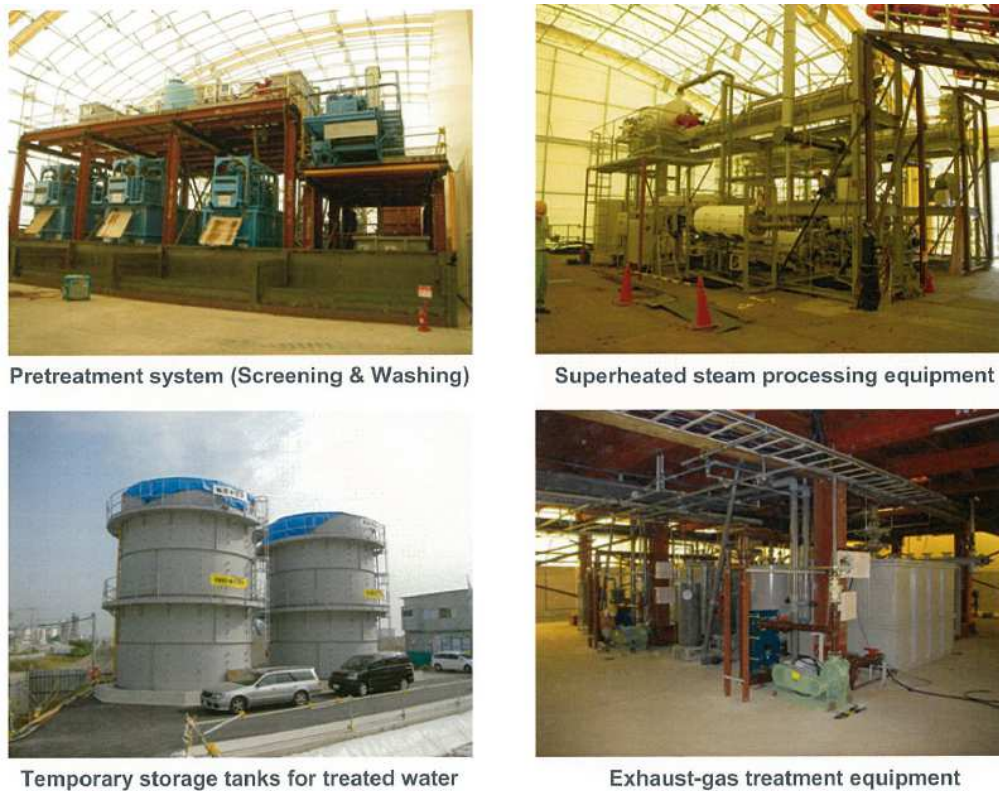 Pretreatment system (Screening & Washing)
Superheated steam processing equipment
Temporary storage tanks for treated water
Exhaust-gas treatment equipment